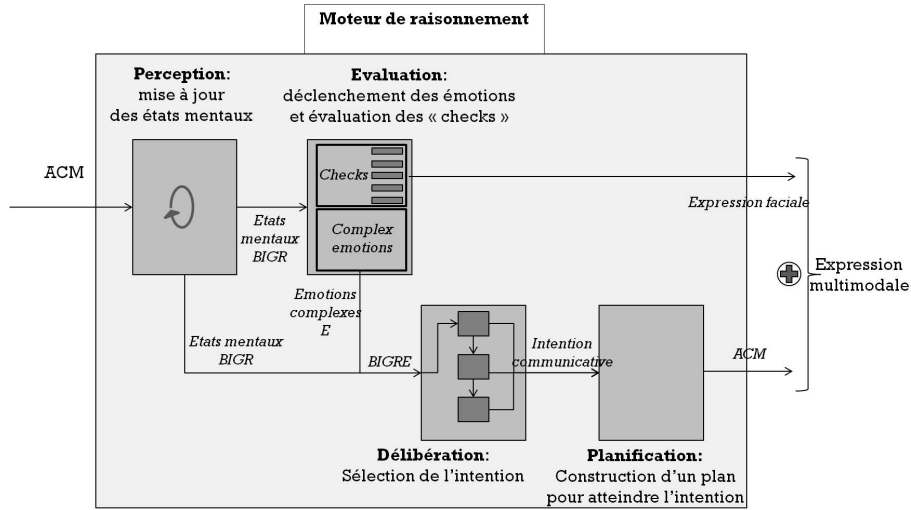 Moteur de raisonnement
Perception:
mise à jour
des états mentaux
Evaluation:
déclenchement des émotions
et évaluation des « checks »
ACM
Checks
Complex
emotions
Etats
mentaux
BIGR
Expression faciale
Expression
multimodale
Emotions
complexes
E
Etats mentaux
BIGR
BIGRE
Intention
communicative
ACM
Délibération:
Sélection de l'intention
Planification:
Construction d'un plan
pour atteindre l'intention